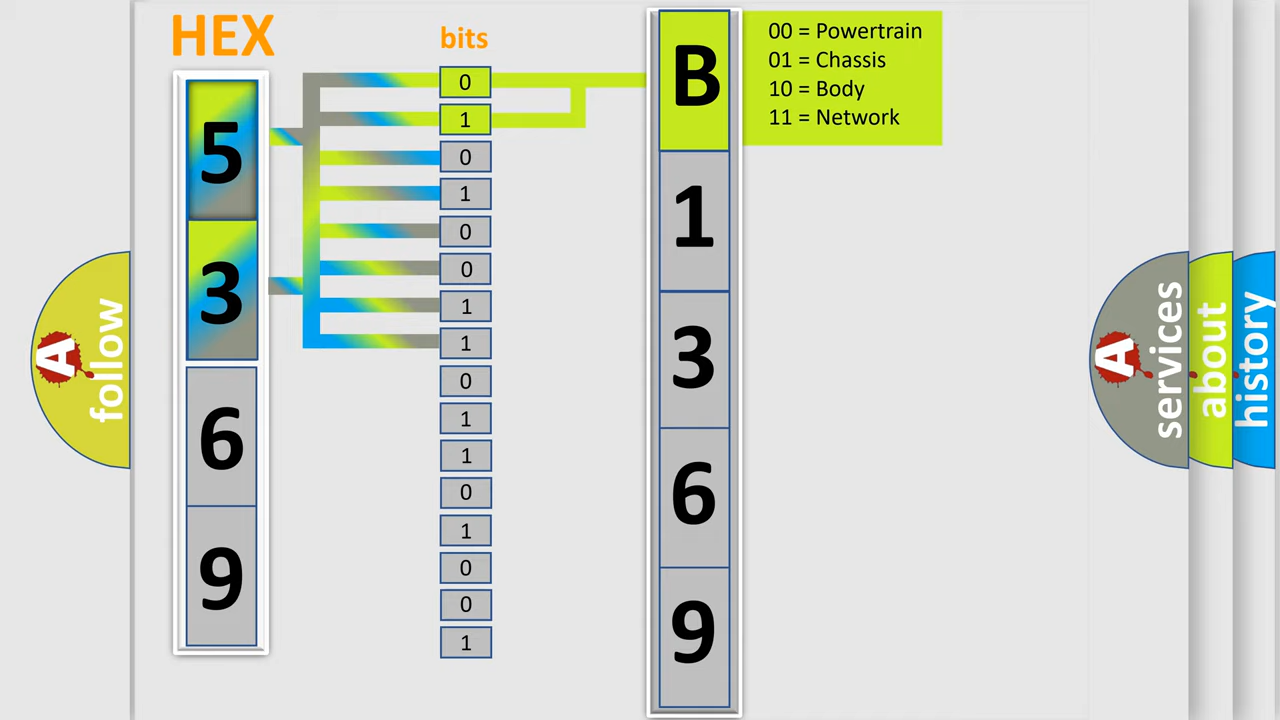 HEX
bits
5
3
6
9
0
1
0
1
0
0
1
1
0
1
1
0
1
0
0
1
B
1
3
6
9
00 = Powertrain
01 = Chassis
10 = Body
11 = Network
A
follow
A
services
about
history